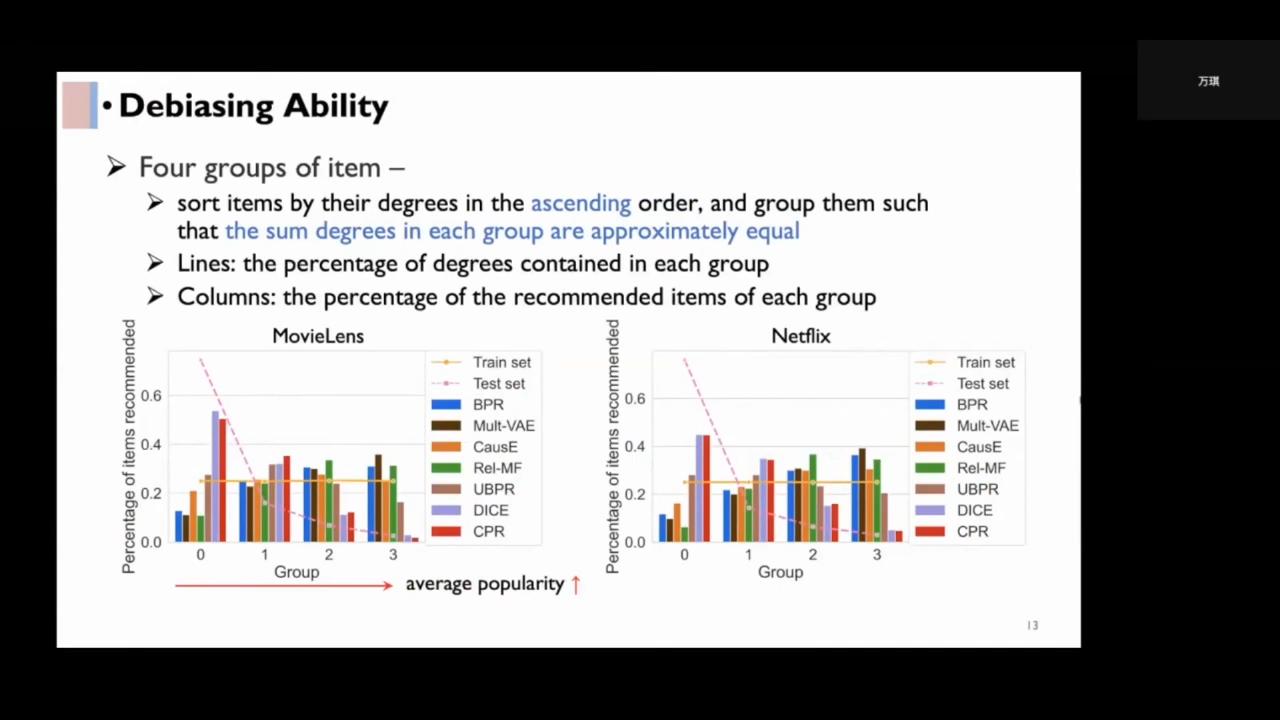 • Debiasing Ability
万琪
➢ Four groups of item –
➢ sort items by their degrees in the ascending order, and group them such
that the sum degrees in each group are approximately equal
➢ Lines: the percentage of degrees contained in each group
➢ Columns: the percentage of the recommended items of each group
MovieLens
Percentage of items recommended
0.6
0.4
0.2
0.0
0 1 2 3
Group
Train set
Test set
BPR
Mult-VAE
CausE
Rel-MF
UBPR
DICE
CPR
average popularity ↑
Netflix
Percentage of items recommended
0.6
0.4
0.2
0.0
0 1 2 3
Group
Train set
Test set
BPR
Mult-VAE
CausE
Rel-MF
UBPR
DICE
CPR
13